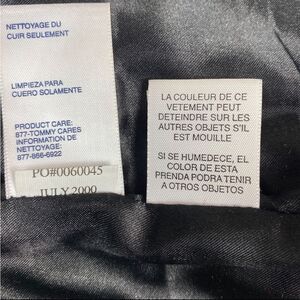 NETTOYAGE DU
CUIR SEULEMENT
LIMPIEZA PARA
CUERO SOLAMENTE
PRODUCT CARE:
877-TOMMY CARES
INFORMATION DE
NETTOYAGE:
877-866-6922
PO#0060045
JULY 2000
LA COULEUR DE CE
VETEMENT PEUT
DETEINDRE SUR LES
AUTRES OBJETS S'IL
EST MOUILLE
SI SE HUMEDECE, EL
COLOR DE ESTA
PRENDA PODRA TENIR
A OTROS OBJETOS